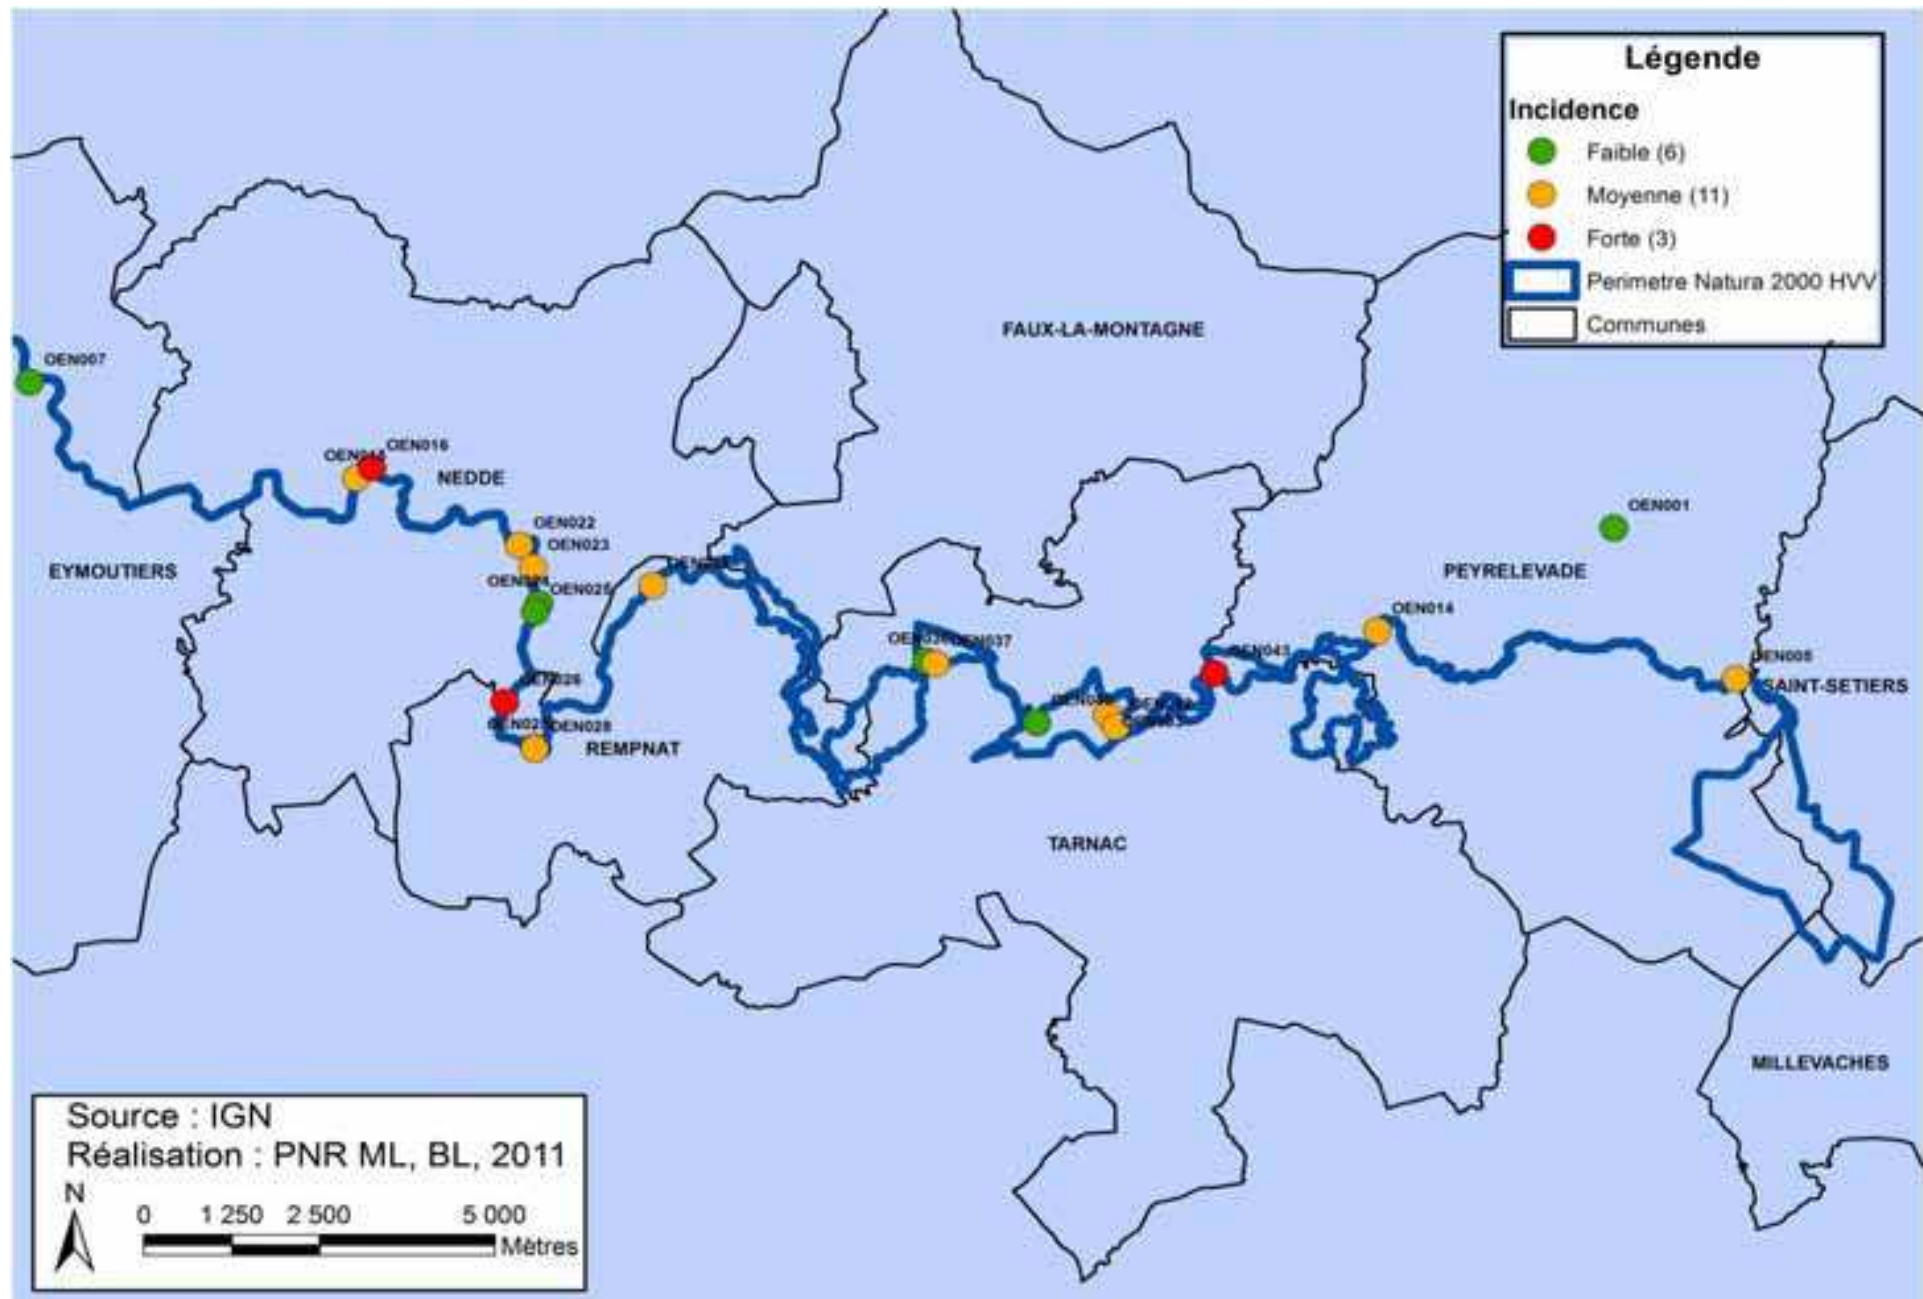 Légende
Incidence
Faible (6)
Moyenne (11)
Forte (3)
Perimetre Natura 2000 HVV
Communes
FAUX-LA-MONTAGNE
OEN007
OEN016
NEDDE
OEN001
OEN022
OEN023
EYMOUTIERS
PEYRELEVADE
OEN025
OEN014
OEN037
OEN043
OEN005
SAINT-SETIERS
OEN026
OEN028
REMPNAT
TARNAC
MILLEVACHES
Source : IGN
Réalisation : PNR ML, BL, 2011
N
0 1 250 2 500 5 000
Mètres